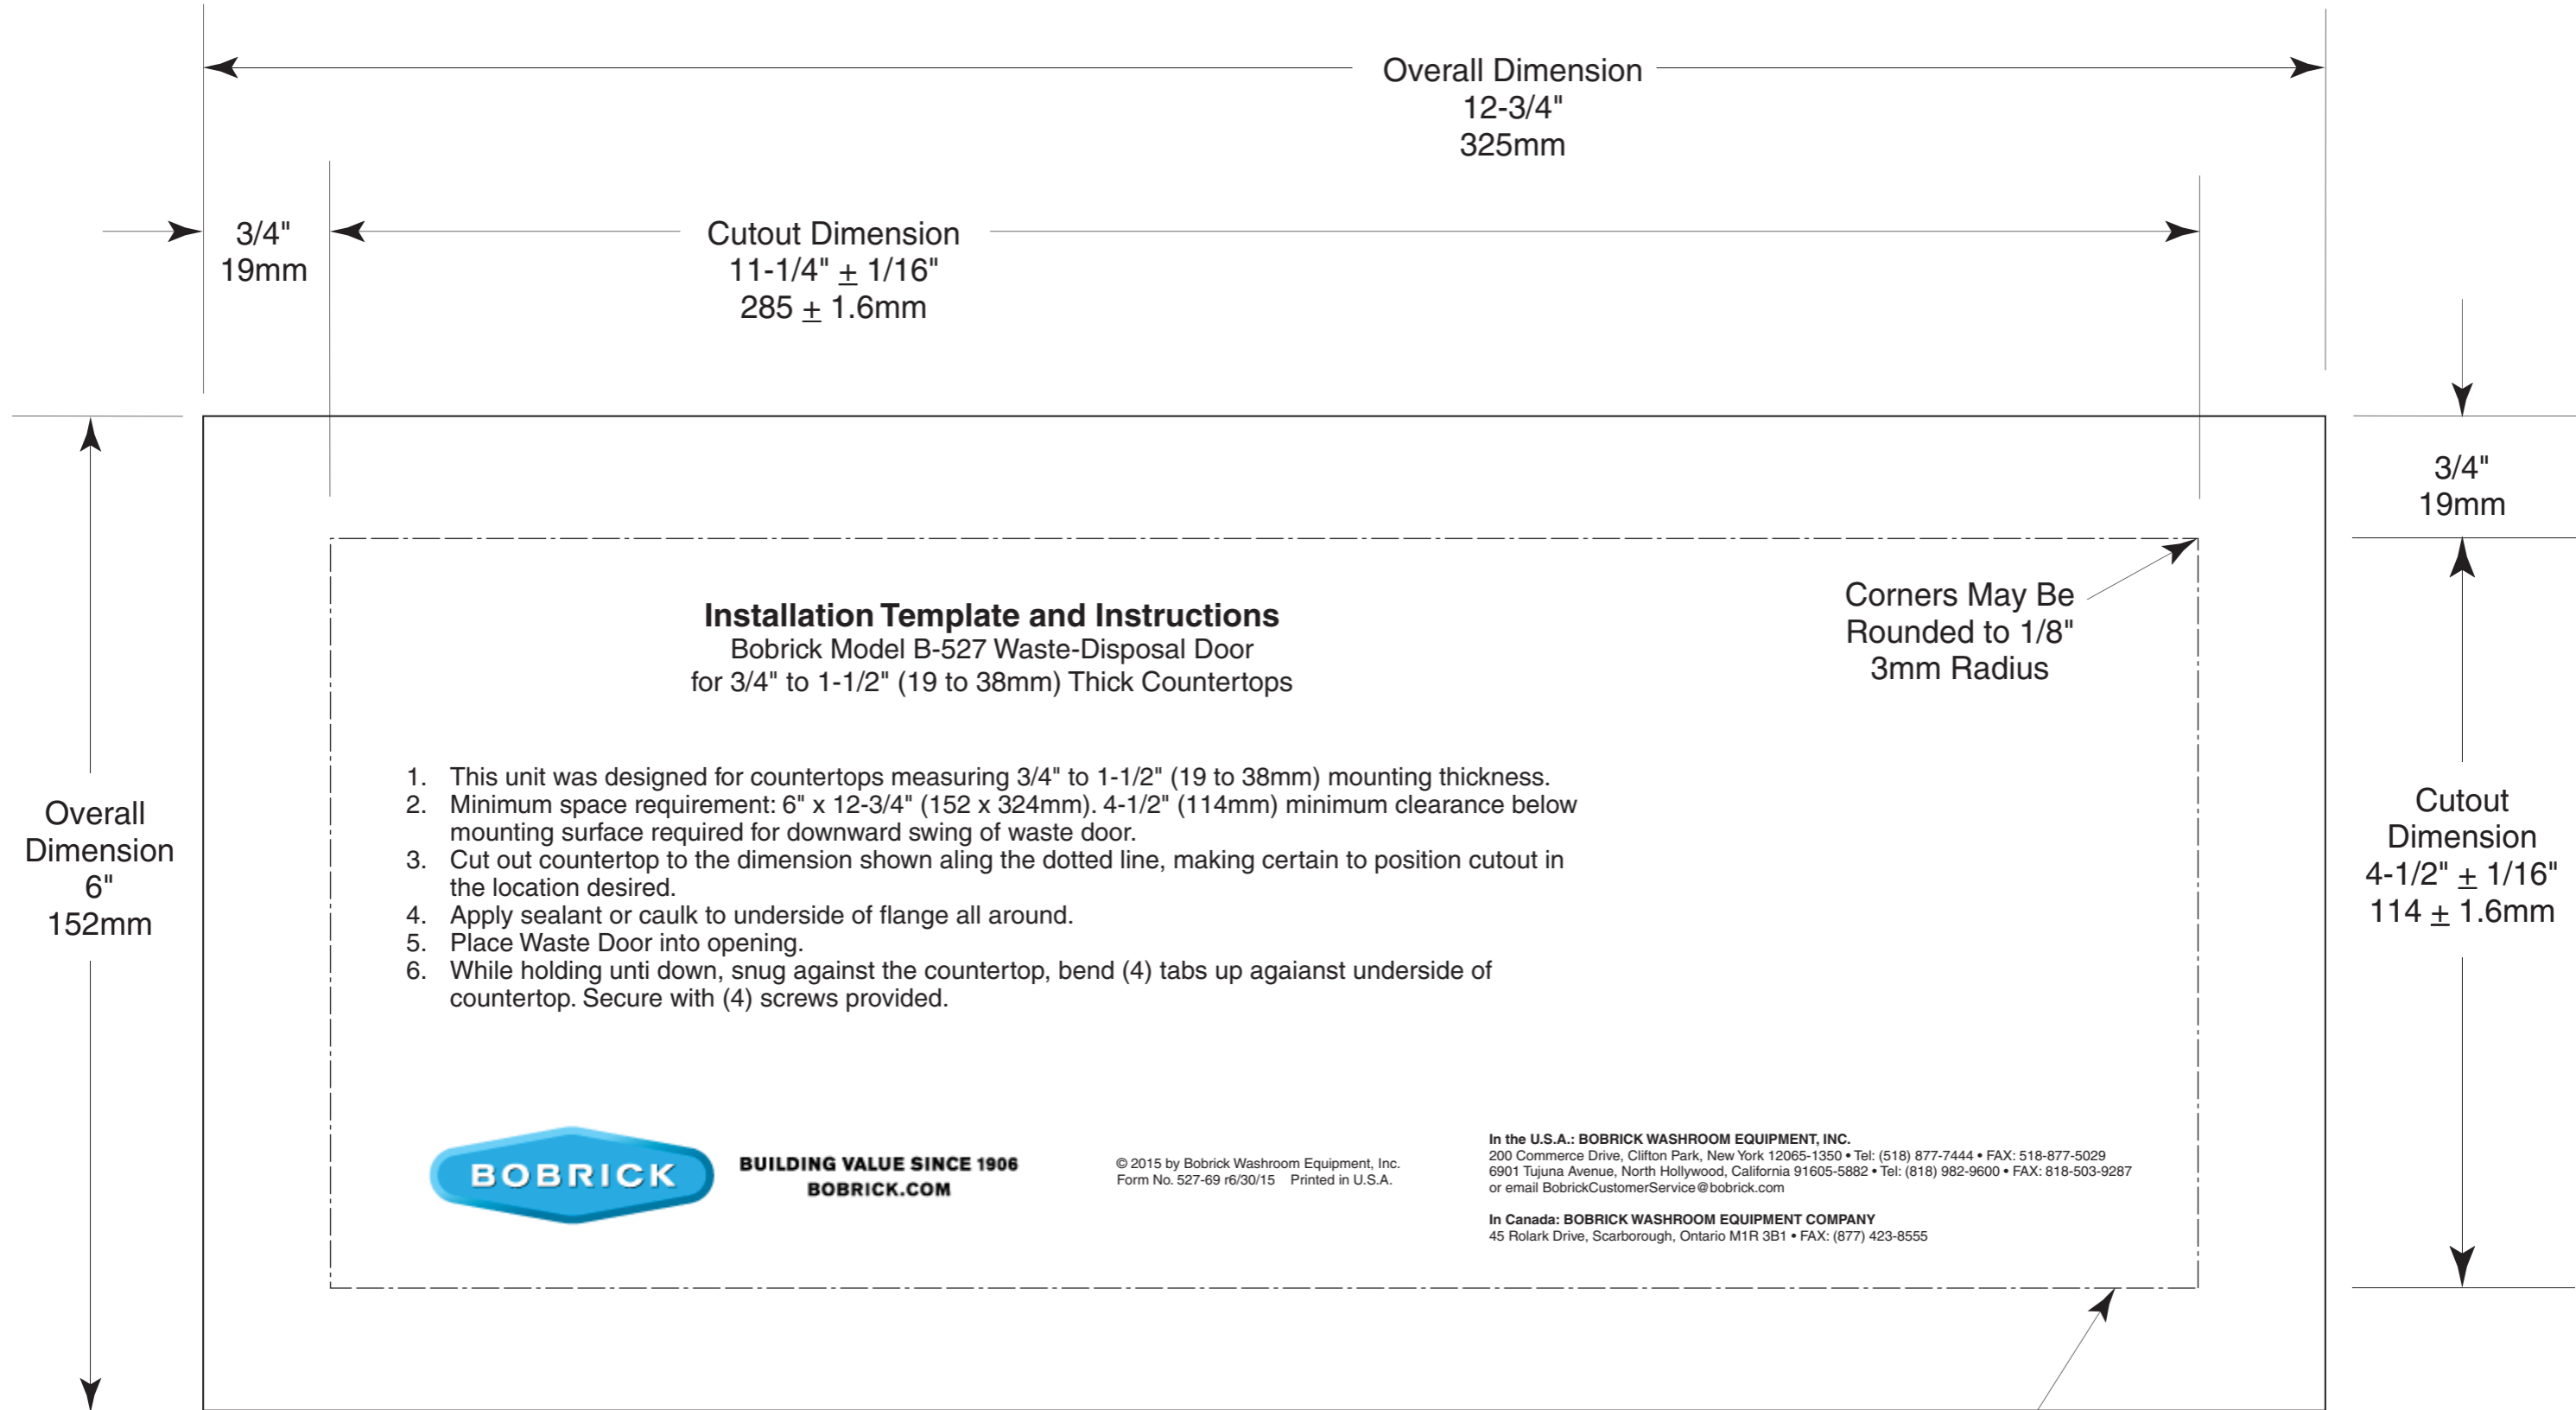 Overall Dimension
12-3/4"
325mm
3/4"
19mm
Cutout Dimension
11-1/4" ± 1/16"
285 ± 1.6mm
3/4"
19mm
Installation Template and Instructions
Bobrick Model B-527 Waste-Disposal Door
for 3/4" to 1-1/2" (19 to 38mm) Thick Countertops
Corners May Be
Rounded to 1/8"
3mm Radius
Overall
Dimension
6"
152mm
1. This unit was designed for countertops measuring 3/4" to 1-1/2" (19 to 38mm) mounting thickness.
2. Minimum space requirement: 6" x 12-3/4" (152 x 324mm). 4-1/2" (114mm) minimum clearance below
mounting surface required for downward swing of waste door.
3. Cut out countertop to the dimension shown aling the dotted line, making certain to position cutout in
the location desired.
4. Apply sealant or caulk to underside of flange all around.
5. Place Waste Door into opening.
6. While holding unti down, snug against the countertop, bend (4) tabs up agaianst underside of
countertop. Secure with (4) screws provided.
Cutout
Dimension
4-1/2" ± 1/16"
114 ± 1.6mm
BOBRICK
BUILDING VALUE SINCE 1906
BOBRICK.COM
© 2015 by Bobrick Washroom Equipment, Inc.
Form No. 527-69 r6/30/15 Printed in U.S.A.
In the U.S.A.: BOBRICK WASHROOM EQUIPMENT, INC.
200 Commerce Drive, Clifton Park, New York 12065-1350 • Tel: (518) 877-7444 • FAX: 518-877-5029
6901 Tujuna Avenue, North Hollywood, California 91605-5882 • Tel: (818) 982-9600 • FAX: 818-503-9287
or email BobrickCustomerService@bobrick.com
In Canada: BOBRICK WASHROOM EQUIPMENT COMPANY
45 Rolark Drive, Scarborough, Ontario M1R 3B1 • FAX: (877) 423-8555